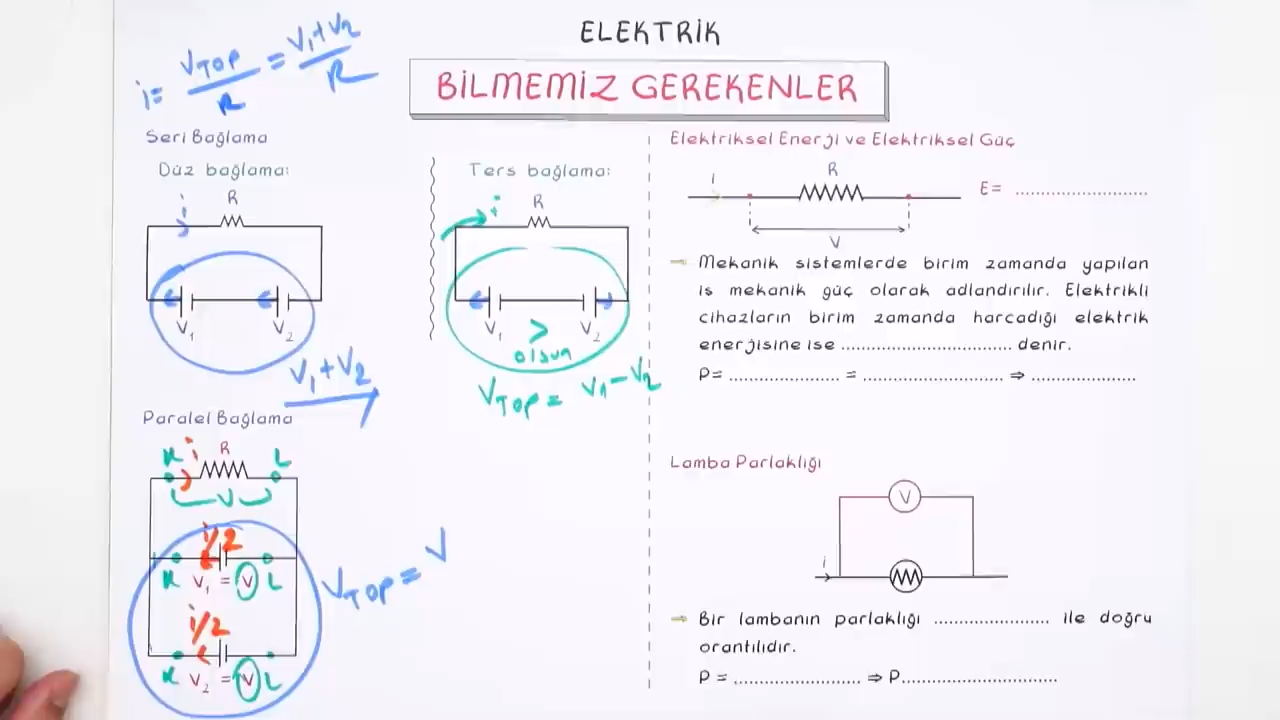 ELEKTRİK
BİLMEMİZ GEREKENLER
i = VTOP / R = V1+V2 / R
Seri Bağlama
Düz bağlama:
i
R
V1
V2
V1+V2
Ters bağlama:
i
R
V1
>
V2
olsun
VTOP = V1-V2
Paralel Bağlama
K
i
R
L
V
i/2
K V1 = V L
i/2
K V2 = V L
VTOP = V
Elektriksel Enerji ve Elektriksel Güç
i
R
V
E= ........................
→ Mekanik sistemlerde birim zamanda yapılan
iş mekanik güç olarak adlandırılır. Elektrikli
cihazların birim zamanda harcadığı elektrik
enerjisine ise ............................... denir.
P= .................... = ......................... ⇒ ...................
Lamba Parlaklığı
V
i
→ Bir lambanın parlaklığı ..................... ile doğru
orantılıdır.
P = ....................... ⇒ P............................